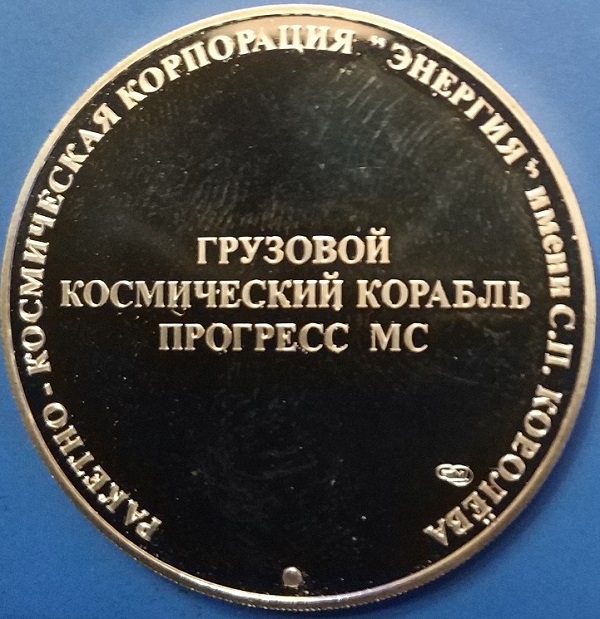 РАКЕТНО-КОСМИЧЕСКАЯ КОРПОРАЦИЯ "ЭНЕРГИЯ" имени С.П. КОРОЛЁВА
ГРУЗОВОЙ
КОСМИЧЕСКИЙ КОРАБЛЬ
ПРОГРЕСС МС